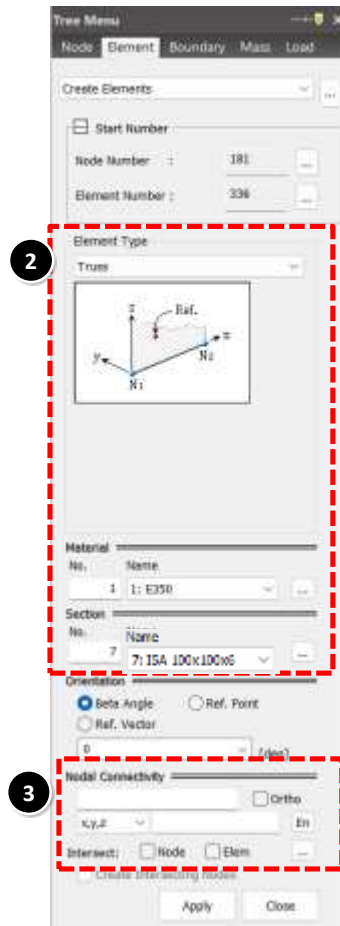 Tree Menu
Node Element Boundary Mass Load
Create Elements
...
Start Number
Node Number : 181 ...
Element Number : 336 ...
2
Element Type
Truss
z Ref.
y x
N1 N2
Material
No. Name
1 1: E350 ...
Section
No. Name
7 7: ISA 100x100x6 ...
Orientation
Beta Angle Ref. Point
Ref. Vector
0 [deg]
3
Nodal Connectivity
Ortho
x,y,z En
Intersect: Node Elem ...
Create Intersecting Nodes
Apply Close